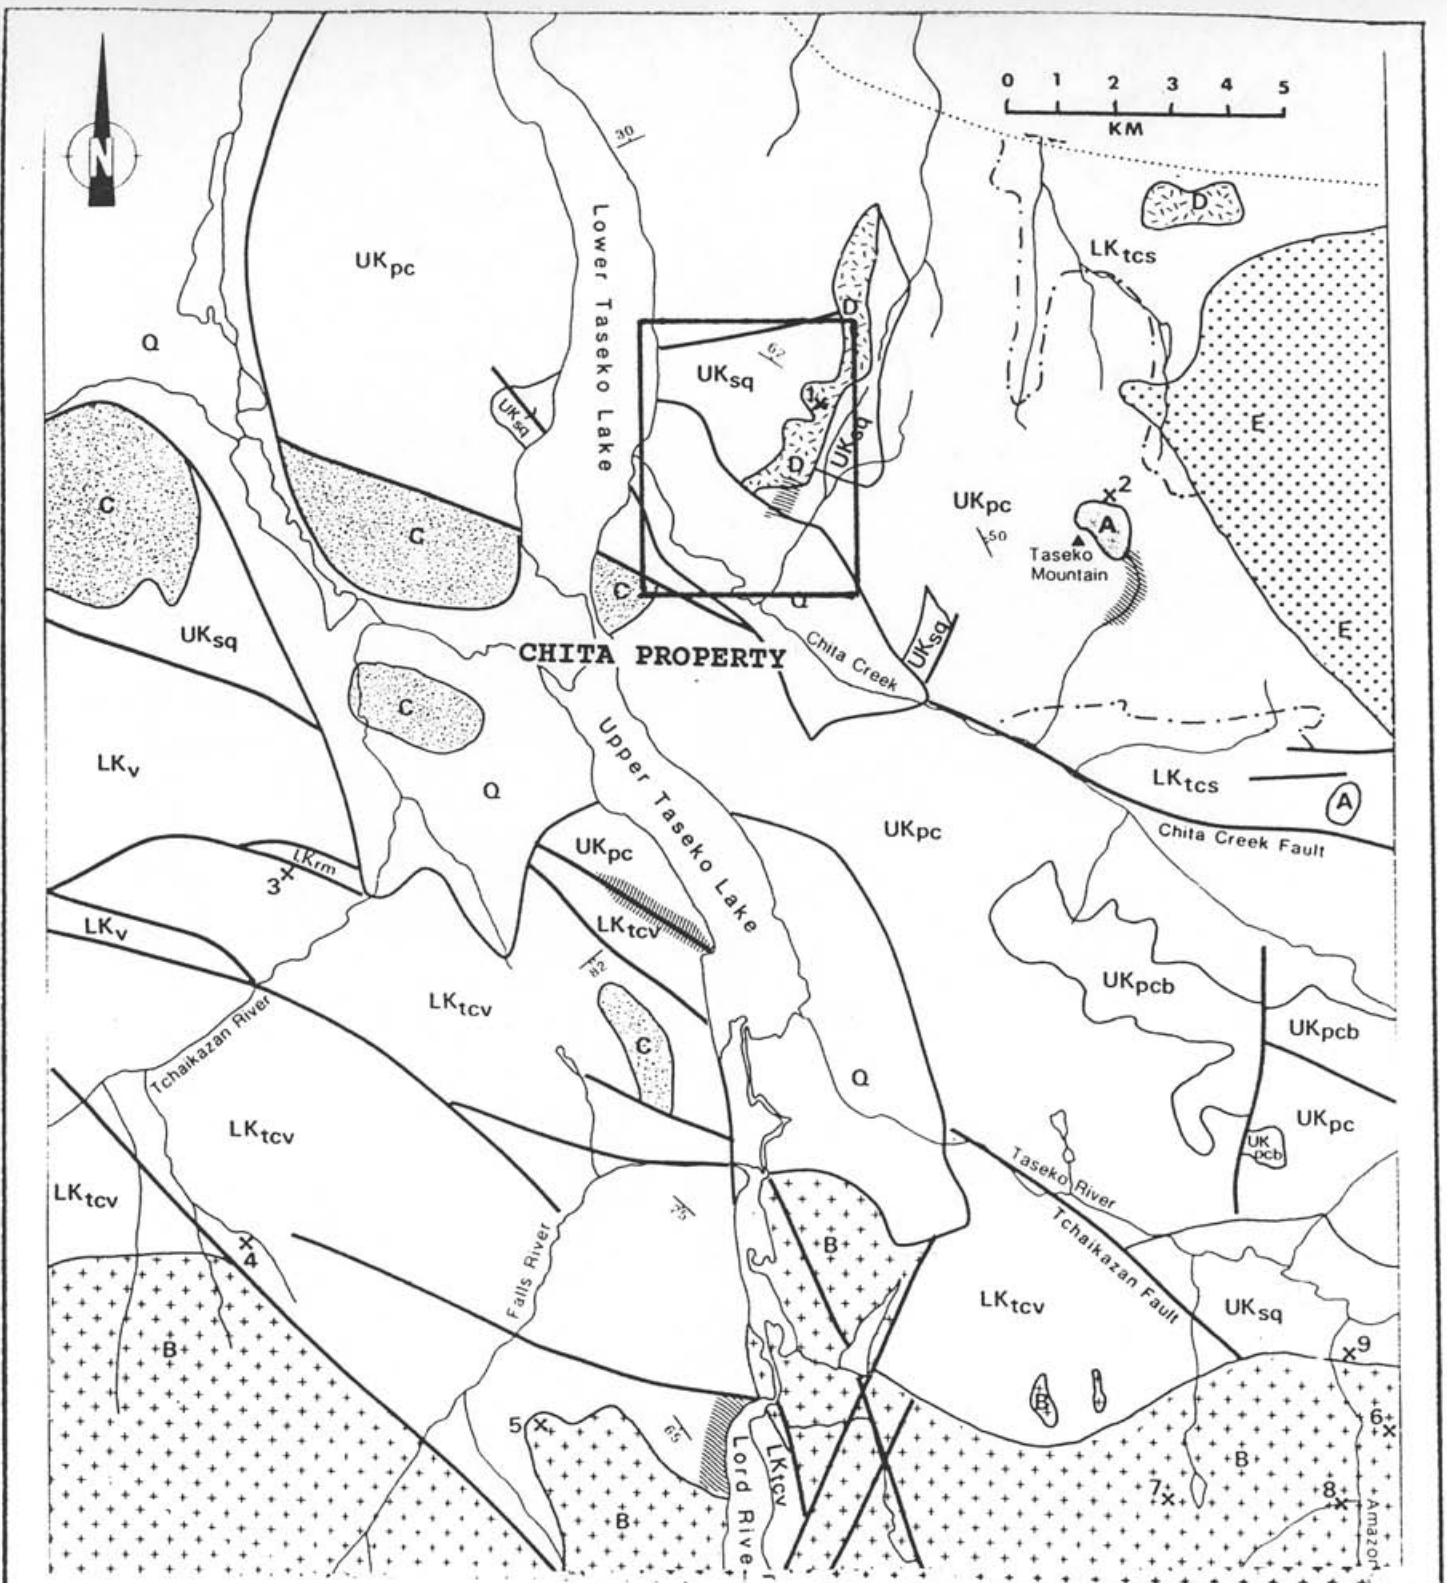 0 1 2 3 4 5
KM
N
30
D
LKtcs
UKpc
Lower Taseko Lake
Q
D
62
UKsq
E
1
UKsq
UKsq
C
C
D
UKpc
2
A
50
Taseko
Mountain
C
Q
UKsq
E
UKsq
CHITA PROPERTY
Chita Creek
C
Upper Taseko Lake
LKv
Q
LKtcs
A
UKpc
Chita Creek Fault
UKpc
LKrm
3
LKv
LKtcv
82
UKpcb
LKtcv
UKpcb
Tchaikazan River
C
Q
LKtcv
UKpc
UK
pcb
Taseko River
LKtcv
75
Tchaikazan Fault
B
4
Falls River
LKtcv
UKsq
9
B
B
5
65
6
Lord River
LKtcv
B
7
8
B
Amazon